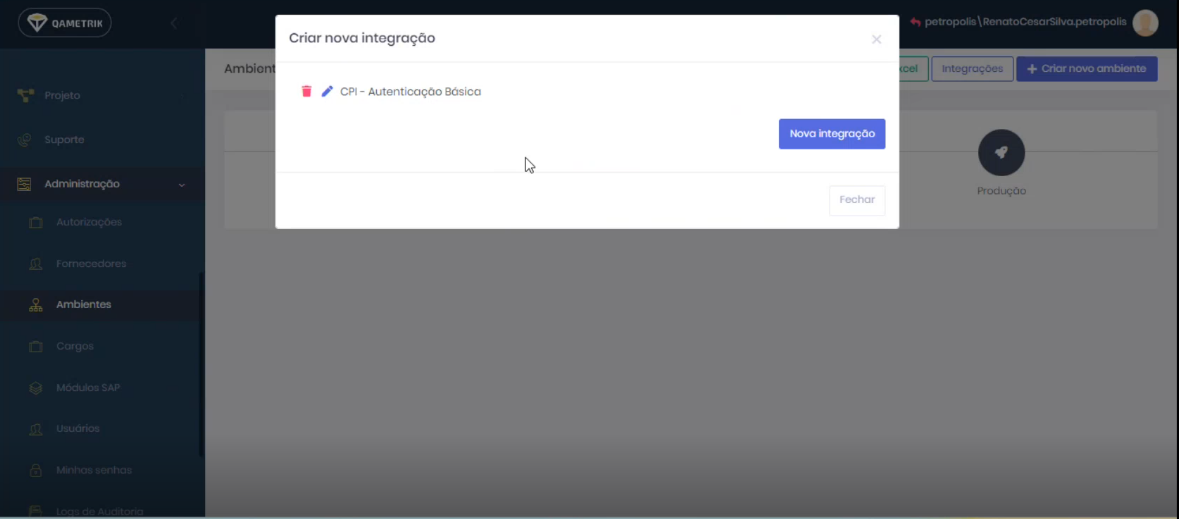 QAMETRIK
petropolis\RenatoCesarSilva.petropolis
Criar nova integração
Ambient
xcel
Integrações
+ Criar novo ambiente
CPI - Autenticação Básica
Nova integração
Fechar
Produção
Projeto
Suporte
Administração
Autorizações
Fornecedores
Ambientes
Cargos
Módulos SAP
Usuários
Minhas senhas
Logs de Auditoria